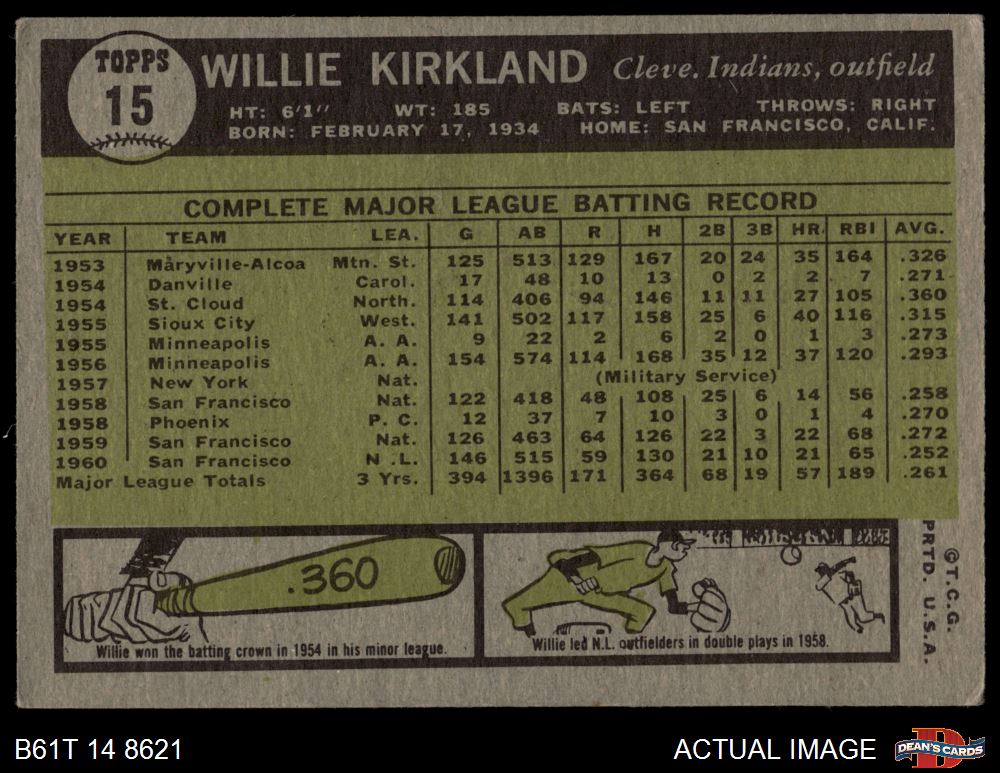 TOPPS
15
WILLIE KIRKLAND Cleve. Indians, outfield
HT: 6'1" WT: 185 BATS: LEFT THROWS: RIGHT
BORN: FEBRUARY 17, 1934 HOME: SAN FRANCISCO, CALIF.
COMPLETE MAJOR LEAGUE BATTING RECORD
YEAR TEAM LEA. G AB R H 2B 3B HR RBI AVG.
1953 Maryville-Alcoa Mtn. St. 125 513 129 167 20 24 35 164 .326
1954 Danville Carol. 17 48 10 13 0 2 2 7 .271
1954 St. Cloud North. 114 406 94 146 11 11 27 105 .360
1955 Sioux City West. 141 502 117 158 25 6 40 116 .315
1955 Minneapolis A. A. 9 22 2 6 2 0 1 3 .273
1956 Minneapolis A. A. 154 574 114 168 35 12 37 120 .293
1957 New York Nat. (Military Service)
1958 San Francisco Nat. 122 418 48 108 25 6 14 56 .258
1958 Phoenix P. C. 12 37 7 10 3 0 1 4 .270
1959 San Francisco Nat. 126 463 64 126 22 3 22 68 .272
1960 San Francisco N .L. 146 515 59 130 21 10 21 65 .252
Major League Totals 3 Yrs. 394 1396 171 364 68 19 57 189 .261
.360
Willie won the batting crown in 1954 in his minor league.
Willie led N.L. outfielders in double plays in 1958.
©T.C.G.
PRTD. U.S.A.
B61T 14 8621
ACTUAL IMAGE
DEAN'S CARDS